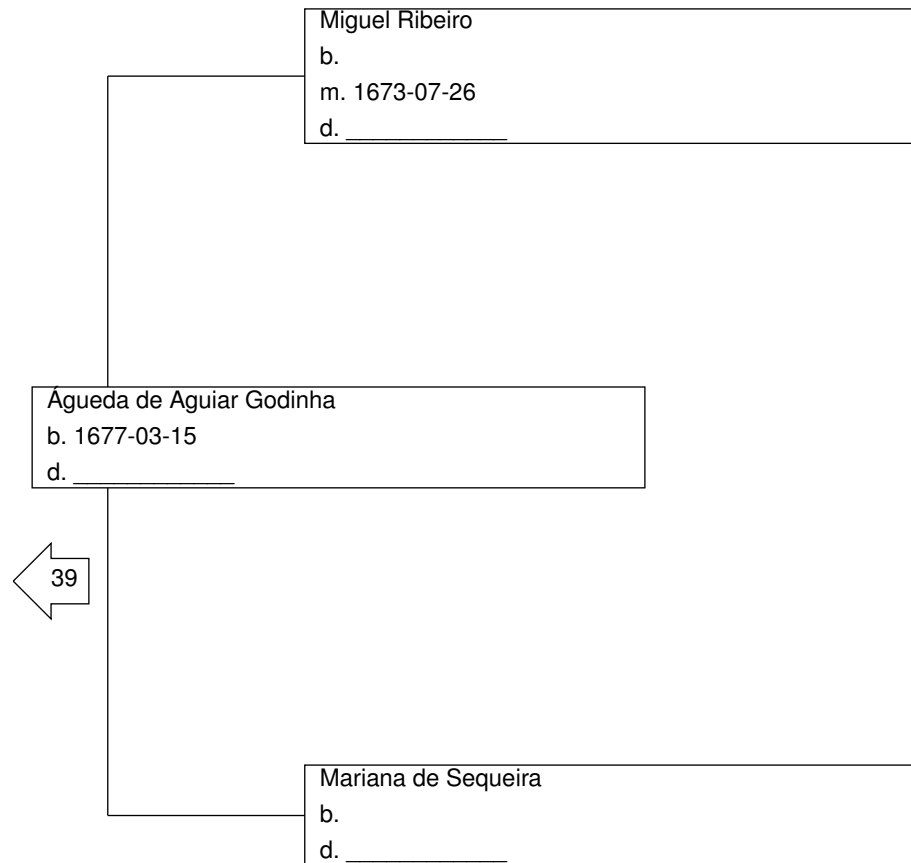 Miguel Ribeiro
b.
m. 1673-07-26
d. ____________
Águeda de Aguiar Godinha
b. 1677-03-15
d. ____________
39
Mariana de Sequeira
b.
d. ____________